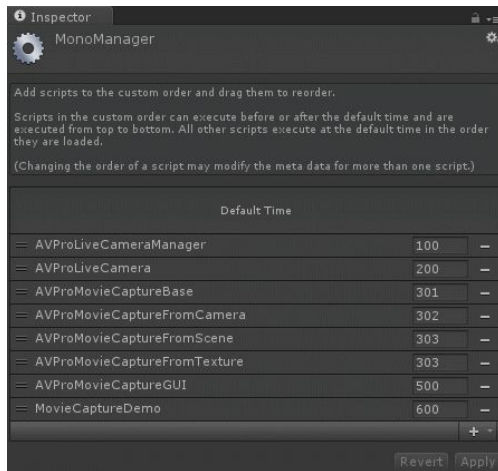 Inspector
MonoManager
Add scripts to the custom order and drag them to reorder.
Scripts in the custom order can execute before or after the default time and are
executed from top to bottom. All other scripts execute at the default time in the order
they are loaded.
(Changing the order of a script may modify the meta data for more than one script.)
Default Time
AVProLiveCameraManager 100
AVProLiveCamera 200
AVProMovieCaptureBase 301
AVProMovieCaptureFromCamera 302
AVProMovieCaptureFromScene 303
AVProMovieCaptureFromTexture 303
AVProMovieCaptureGUI 500
MovieCaptureDemo 600
Revert Apply